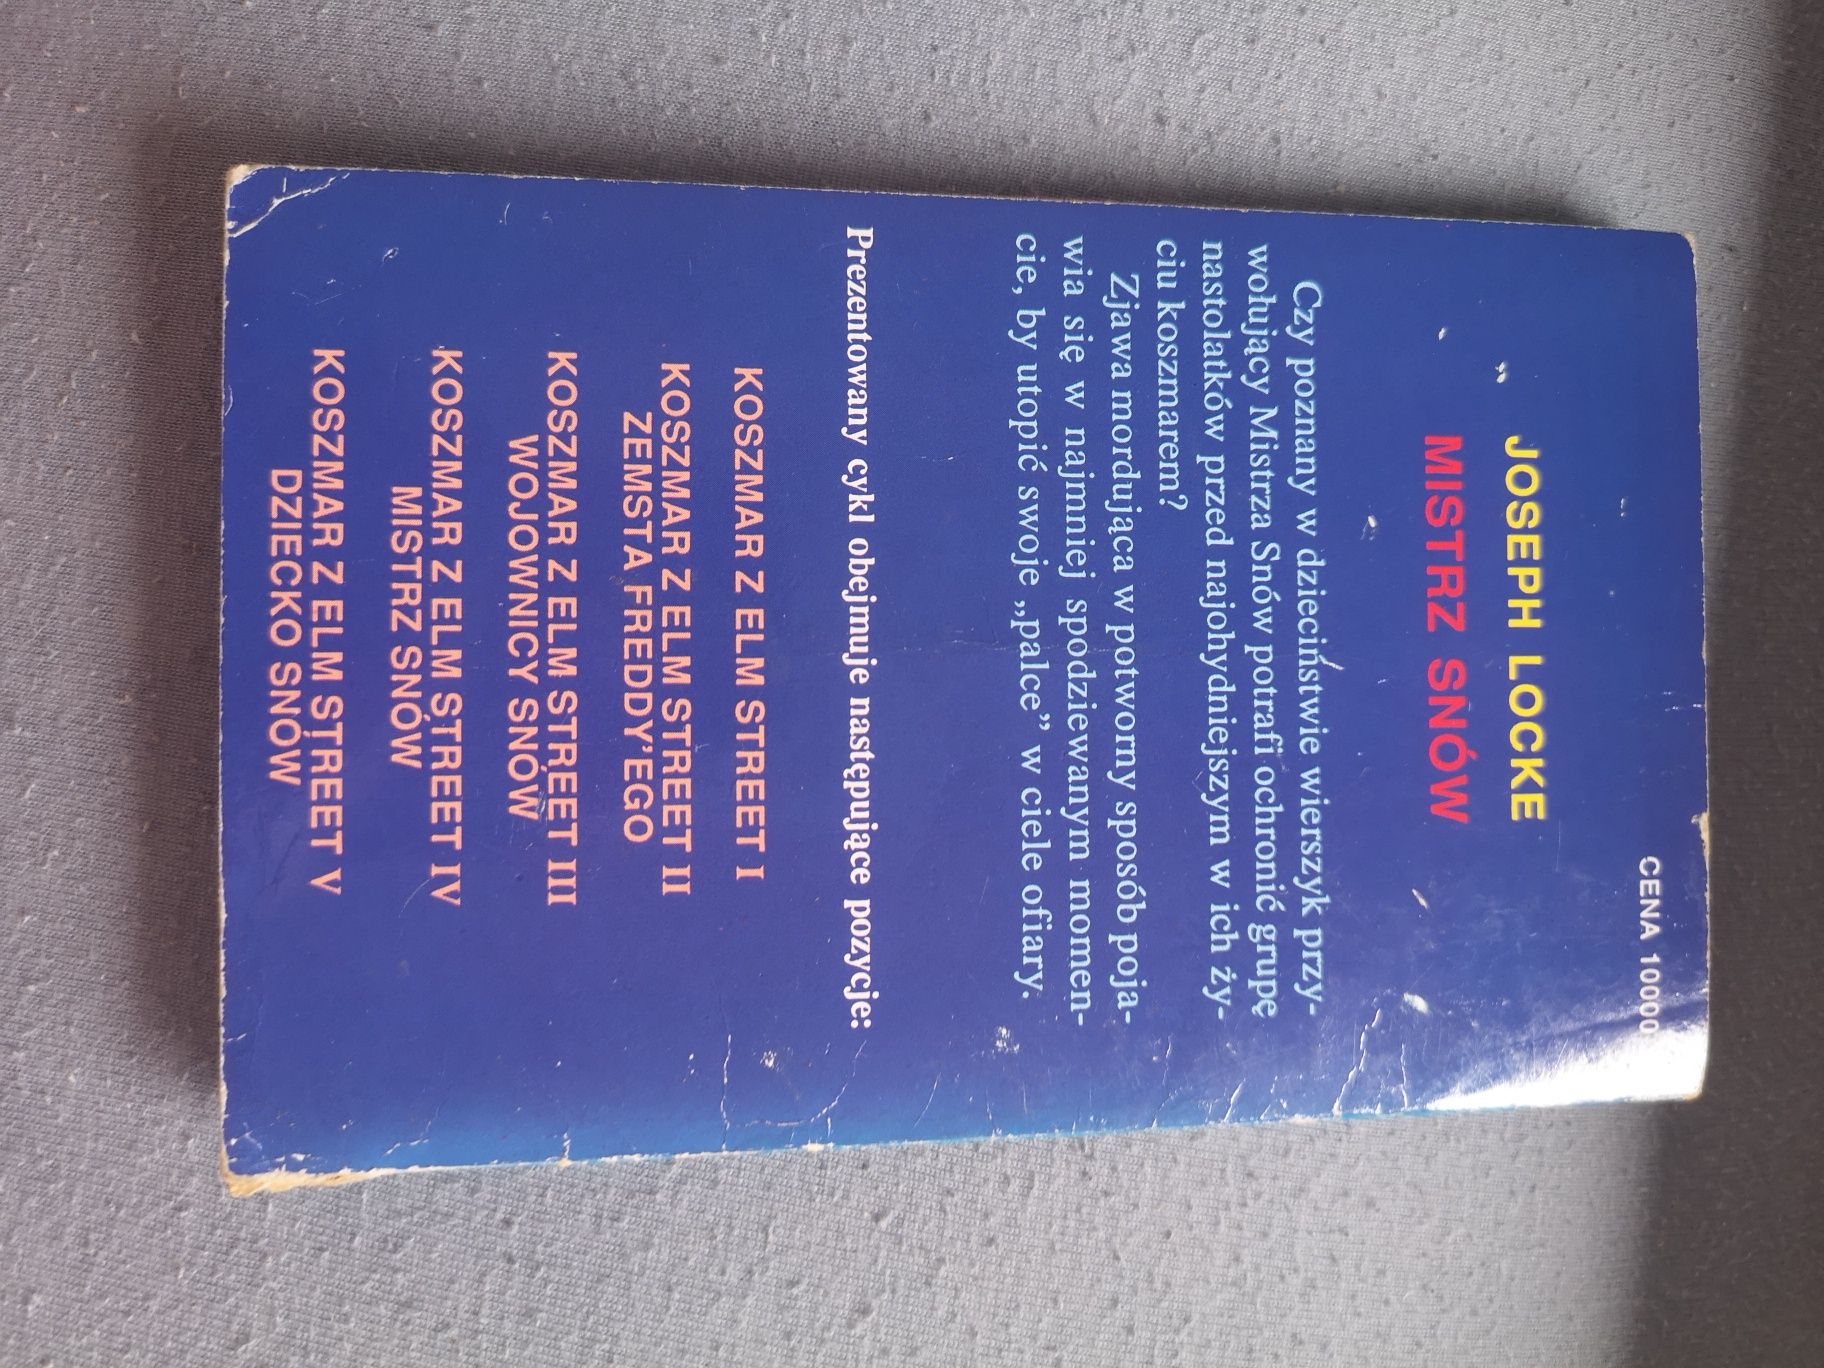 CENA 10000
JOSEPH LOCKE
MISTRZ SNÓW
Czy poznany w dzieciństwie wierszyk przy-
wołujący Mistrza Snów potrafi ochronić grupę
nastolatków przed najohydniejszym w ich ży-
ciu koszmarem?
Zjawa mordująca w potworny sposób poja-
wia się w najmniej spodziewanym momen-
cie, by utopić swoje „palce” w ciele ofiary.
Prezentowany cykl obejmuje następujące pozycje:
KOSZMAR Z ELM STREET I
KOSZMAR Z ELM STREET II
ZEMSTA FREDDY'EGO
KOSZMAR Z ELM STREET III
WOJOWNICY SNÓW
KOSZMAR Z ELM STREET IV
MISTRZ SNÓW
KOSZMAR Z ELM STREET V
DZIECKO SNÓW